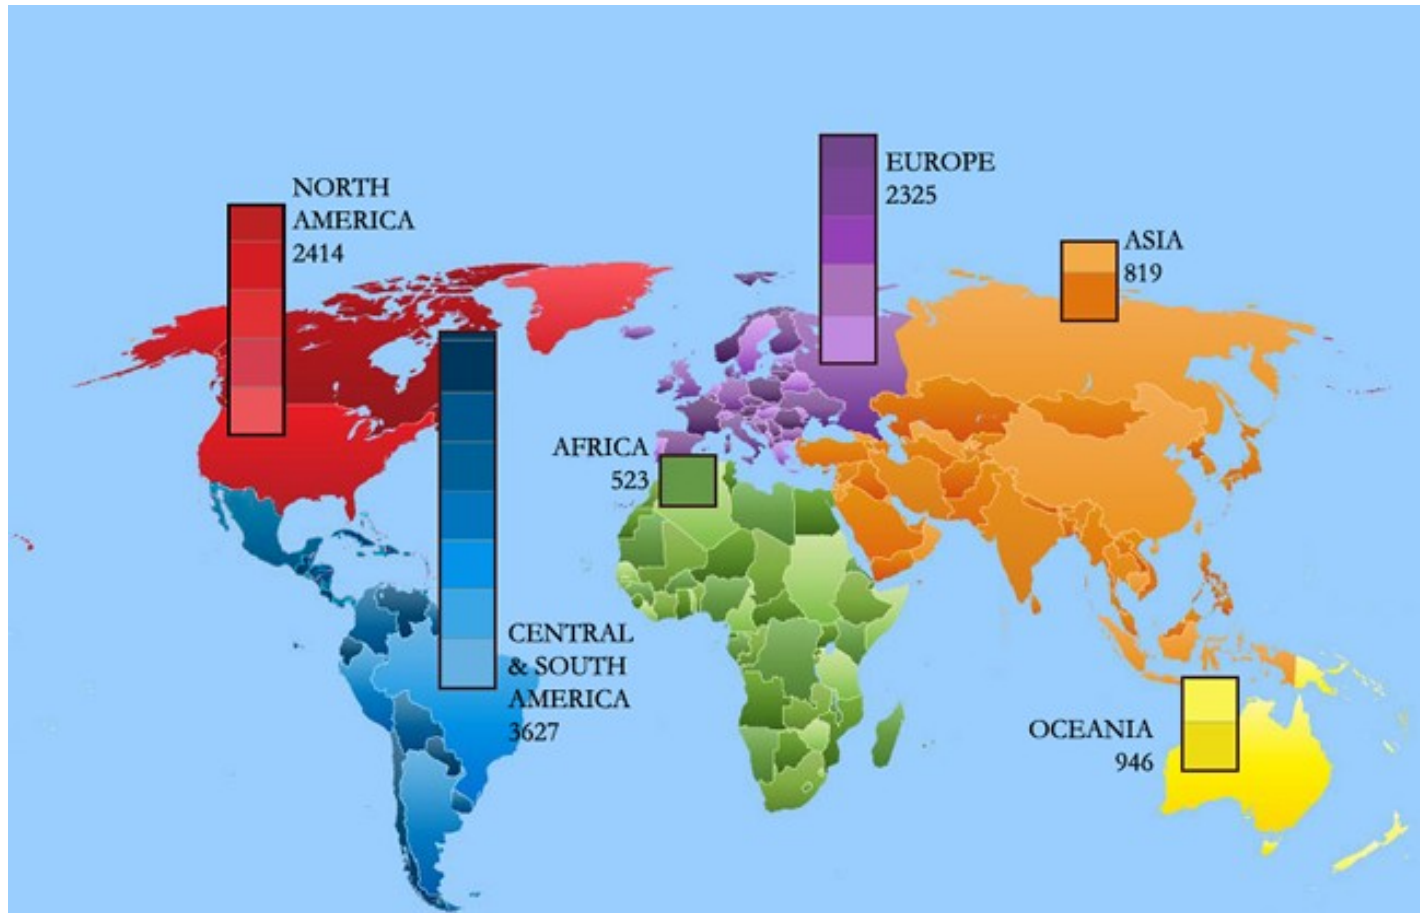 NORTH
AMERICA
2414
EUROPE
2325
ASIA
819
AFRICA
523
CENTRAL
& SOUTH
AMERICA
3627
OCEANIA
946